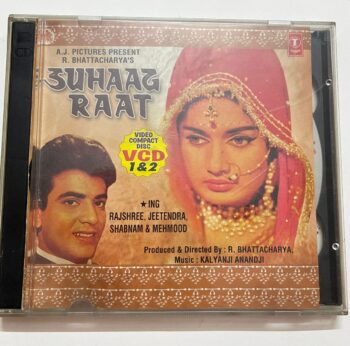 A.J. PICTURES PRESENT
R. BHATTACHARYA'S
SUHAAG
RAAT
VIDEO
COMPACT
DISC
VCD
1 & 2
★ING
RAJSHREE, JEETENDRA,
SHABNAM & MEHMOOD
Produced & Directed By : R. BHATTACHARYA
Music : KALYANJI ANANDJI